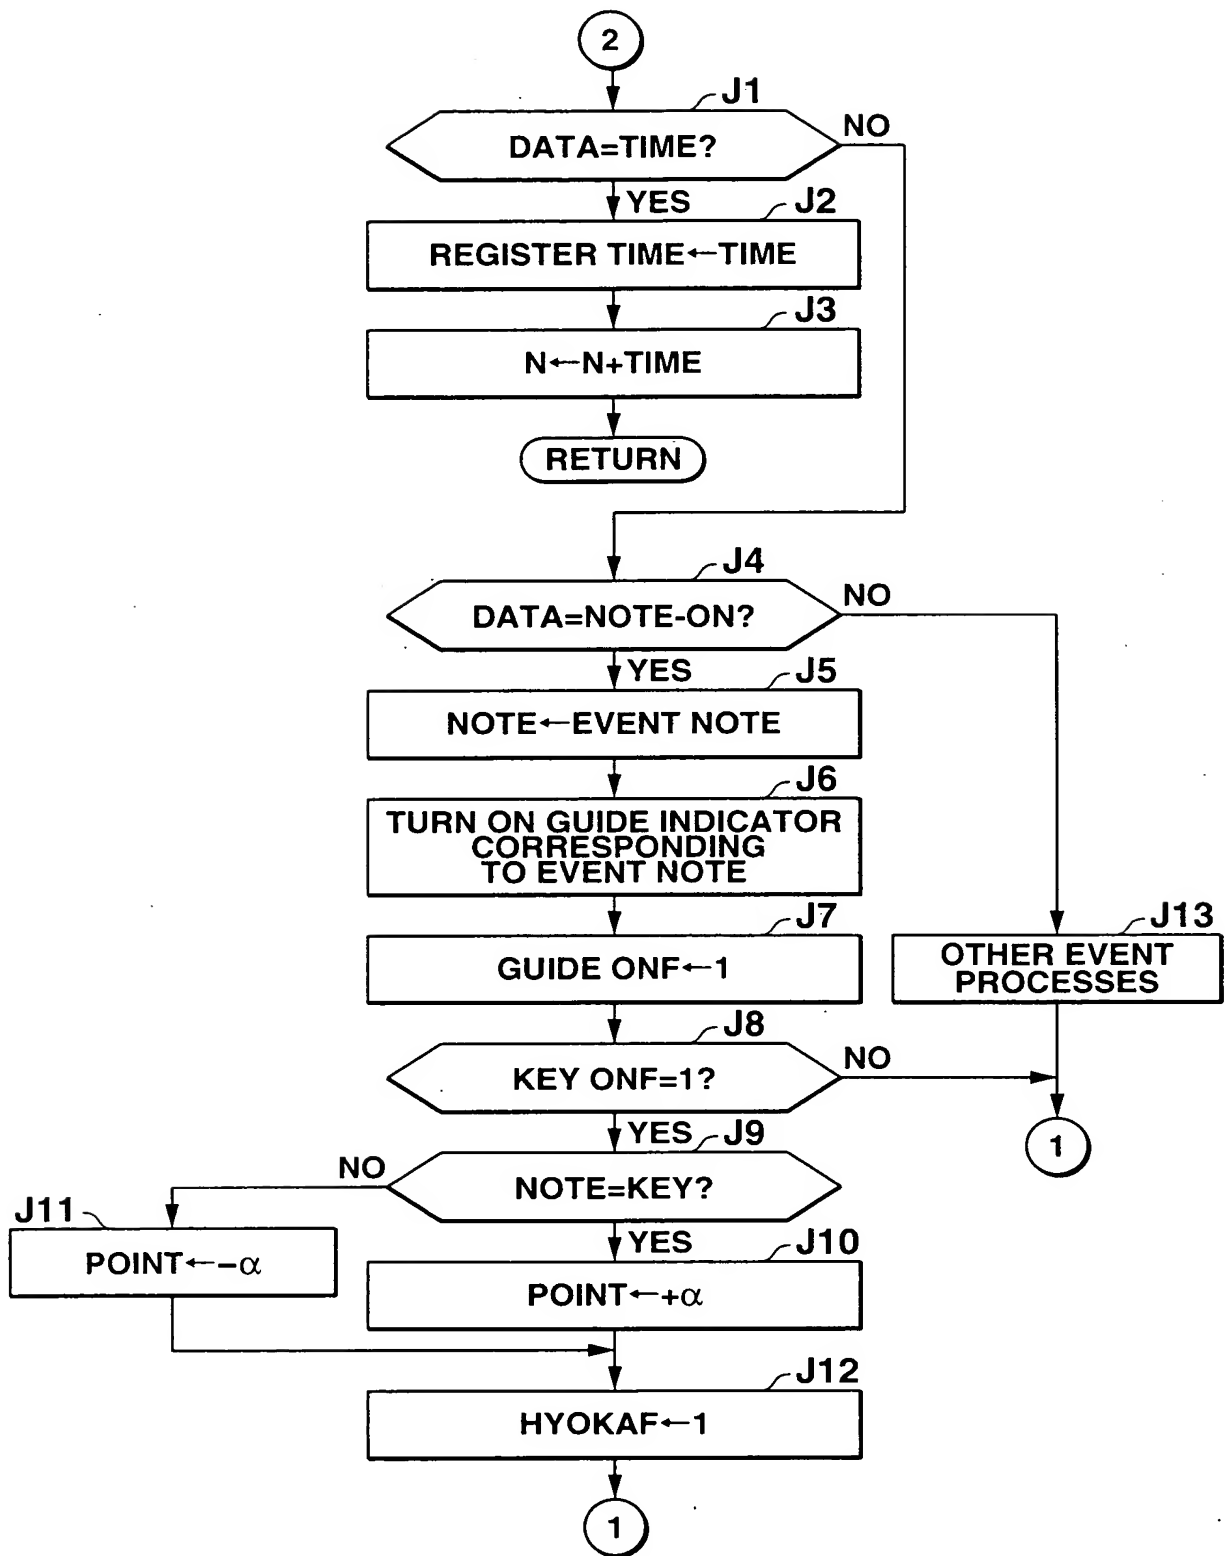 2
J1
DATA=TIME?
NO
YES
J2
REGISTER TIME←TIME
J3
N←N+TIME
RETURN
J4
DATA=NOTE-ON?
NO
YES
J5
NOTE←EVENT NOTE
J6
TURN ON GUIDE INDICATOR
CORRESPONDING
TO EVENT NOTE
J7
GUIDE ONF←1
J13
OTHER EVENT
PROCESSES
J8
KEY ONF=1?
NO
YES
1
J9
NOTE=KEY?
NO
YES
J11
POINT←-α
J10
POINT←+α
J12
HYOKAF←1
1